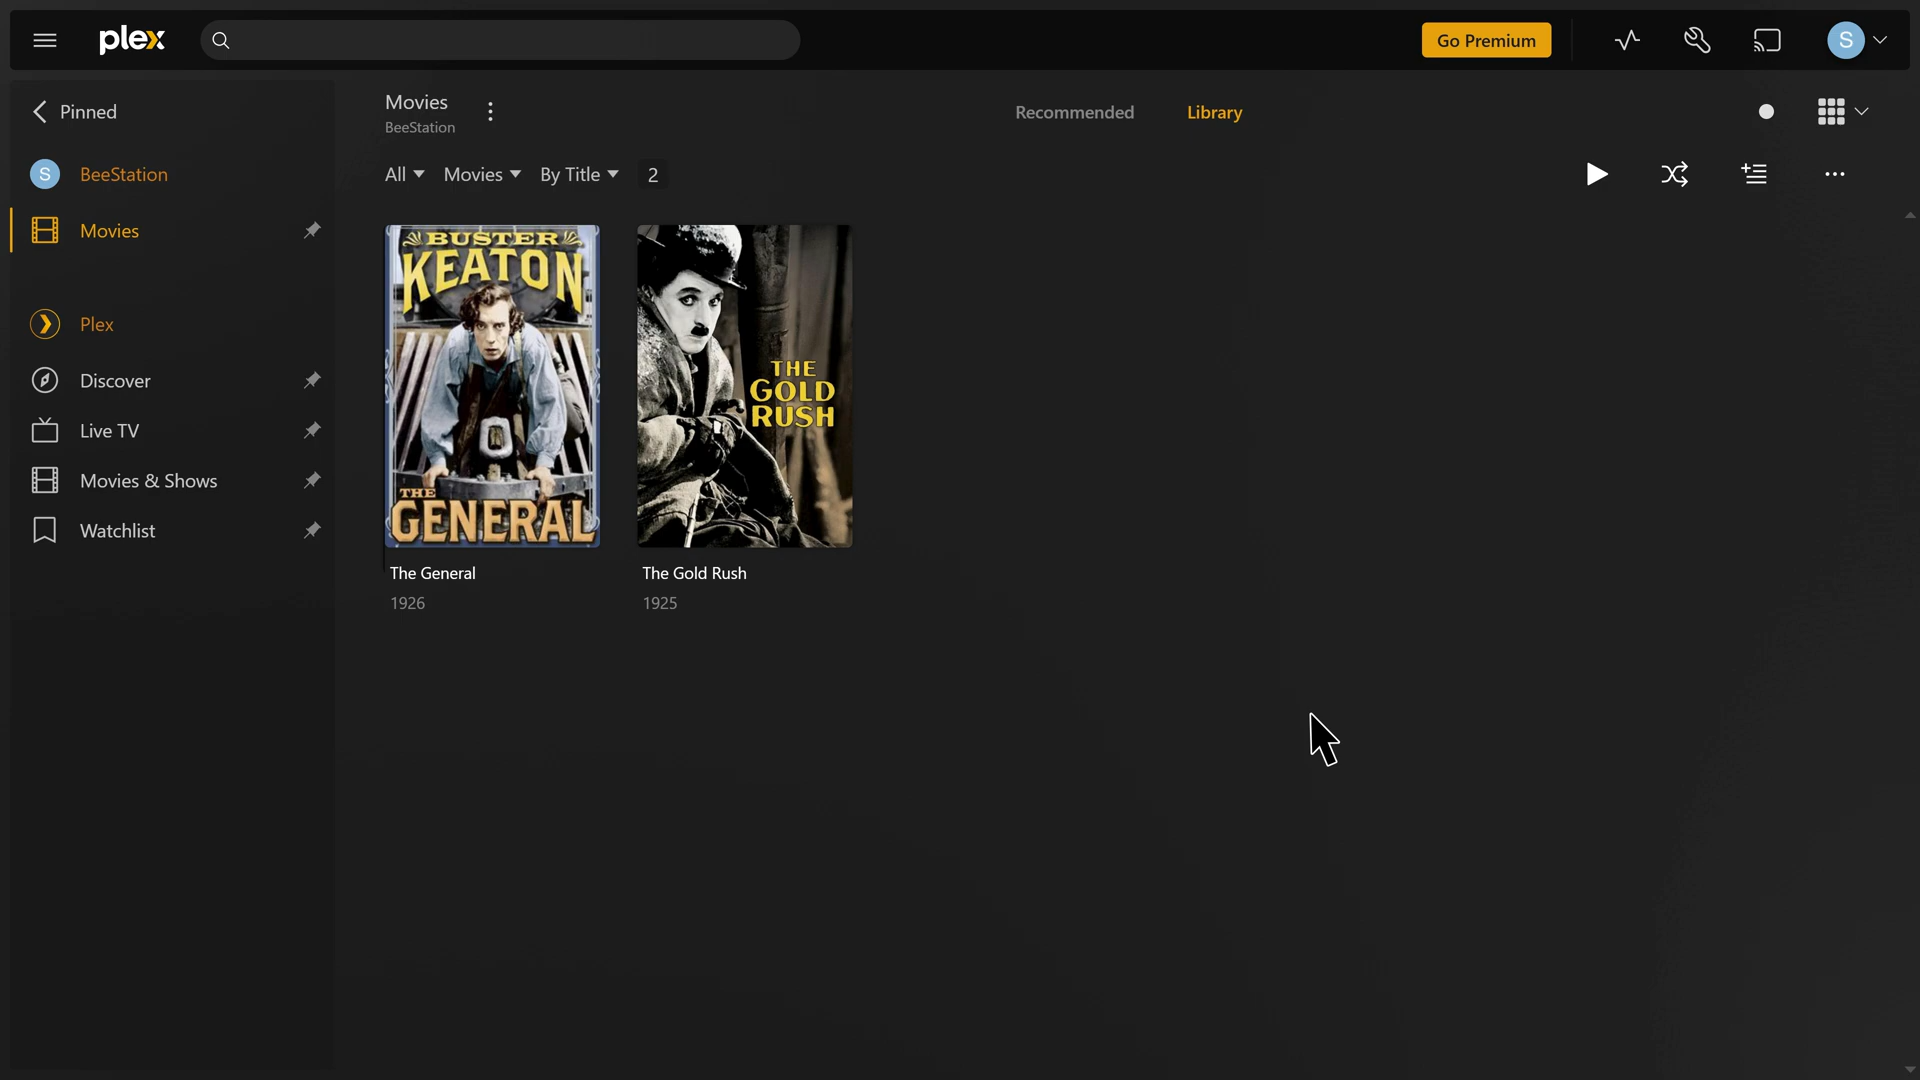 plex
Go Premium
S
Pinned
Movies
BeeStation
Recommended
Library
S BeeStation
All Movies By Title 2
Movies
Plex
Discover
Live TV
Movies & Shows
Watchlist
BUSTER
KEATON
THE
GENERAL
THE
GOLD
RUSH
The General
1926
The Gold Rush
1925